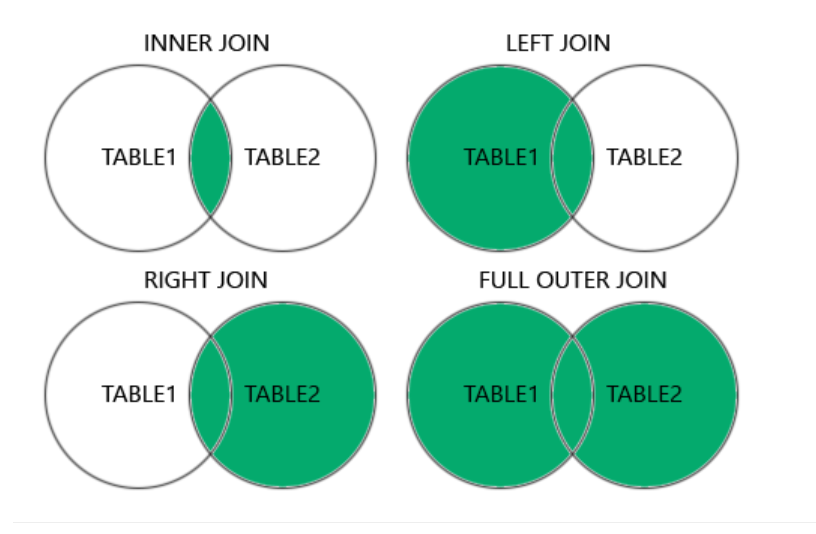 INNER JOIN
LEFT JOIN
TABLE1
TABLE2
TABLE1
TABLE2
RIGHT JOIN
FULL OUTER JOIN
TABLE1
TABLE2
TABLE1
TABLE2